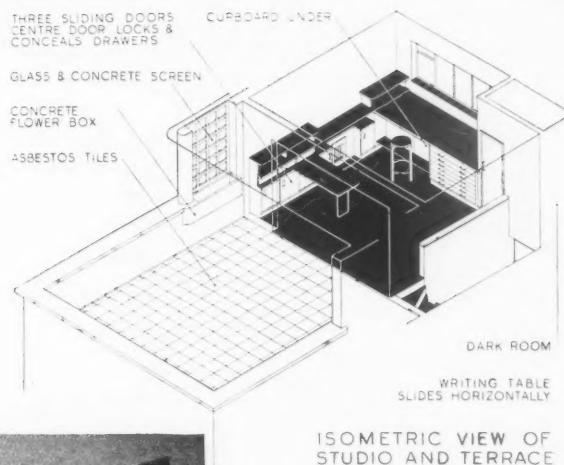 THREE SLIDING DOORS
CENTRE DOOR LOCKS &
CONCEALS DRAWERS
CUPBOARD UNDER
GLASS & CONCRETE SCREEN
CONCRETE
FLOWER BOX
ASBESTOS TILES
DARK ROOM
WRITING TABLE
SLIDES HORIZONTALLY
ISOMETRIC VIEW OF
STUDIO AND TERRACE